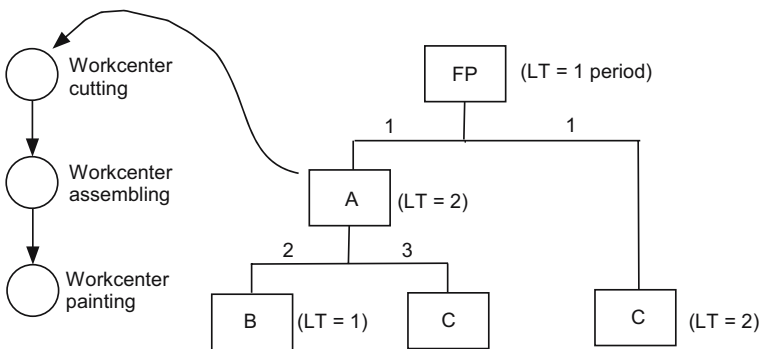 Workcenter
cutting
FP
(LT = 1 period)
1
1
Workcenter
assembling
A
(LT = 2)
2
3
Workcenter
painting
B
(LT = 1)
C
C
(LT = 2)